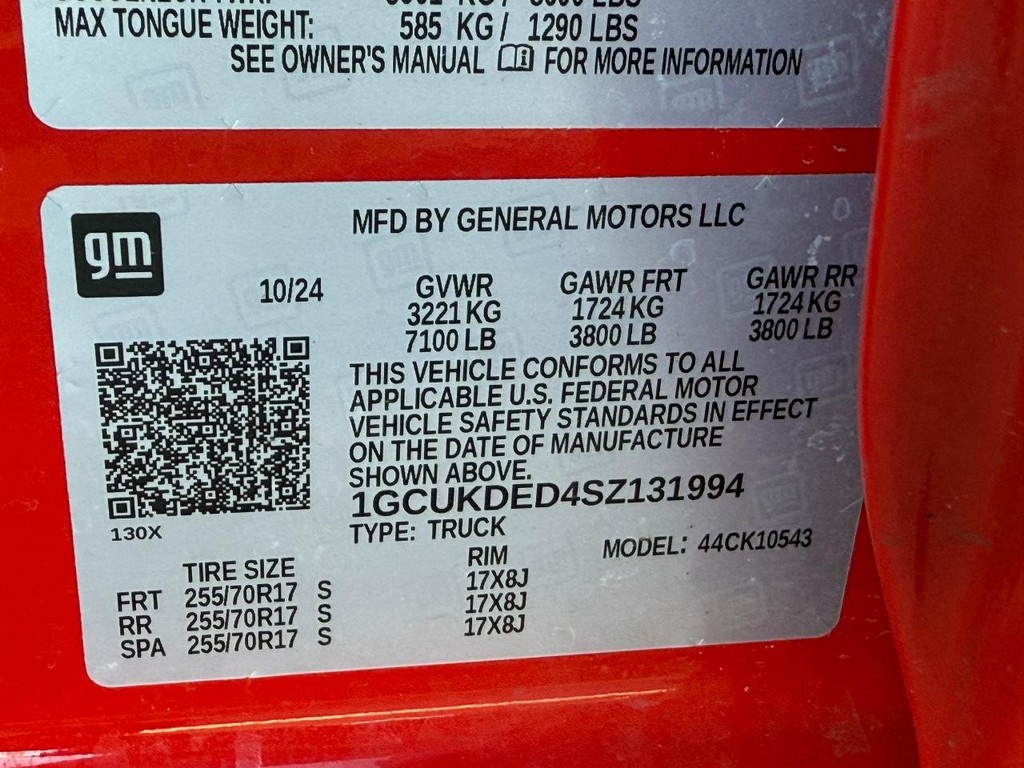 MAX TONGUE WEIGHT: 585 KG / 1290 LBS
SEE OWNER'S MANUAL FOR MORE INFORMATION
gm
MFD BY GENERAL MOTORS LLC
10/24
GVWR GAWR FRT GAWR RR
3221 KG 1724 KG 1724 KG
7100 LB 3800 LB 3800 LB
THIS VEHICLE CONFORMS TO ALL
APPLICABLE U.S. FEDERAL MOTOR
VEHICLE SAFETY STANDARDS IN EFFECT
ON THE DATE OF MANUFACTURE
SHOWN ABOVE.
1GCUKDED4SZ131994
130X
TYPE: TRUCK
MODEL: 44CK10543
TIRE SIZE RIM
FRT 255/70R17 S 17X8J
RR 255/70R17 S 17X8J
SPA 255/70R17 S 17X8J